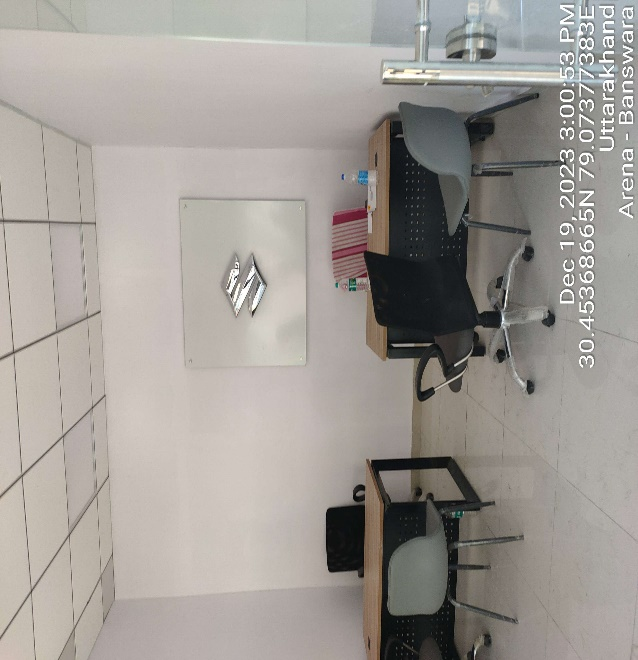 Dec 19, 2023 3:00:53 PM
30.45368665N 79.07377383E
Uttarakhand
Arena - Banswara